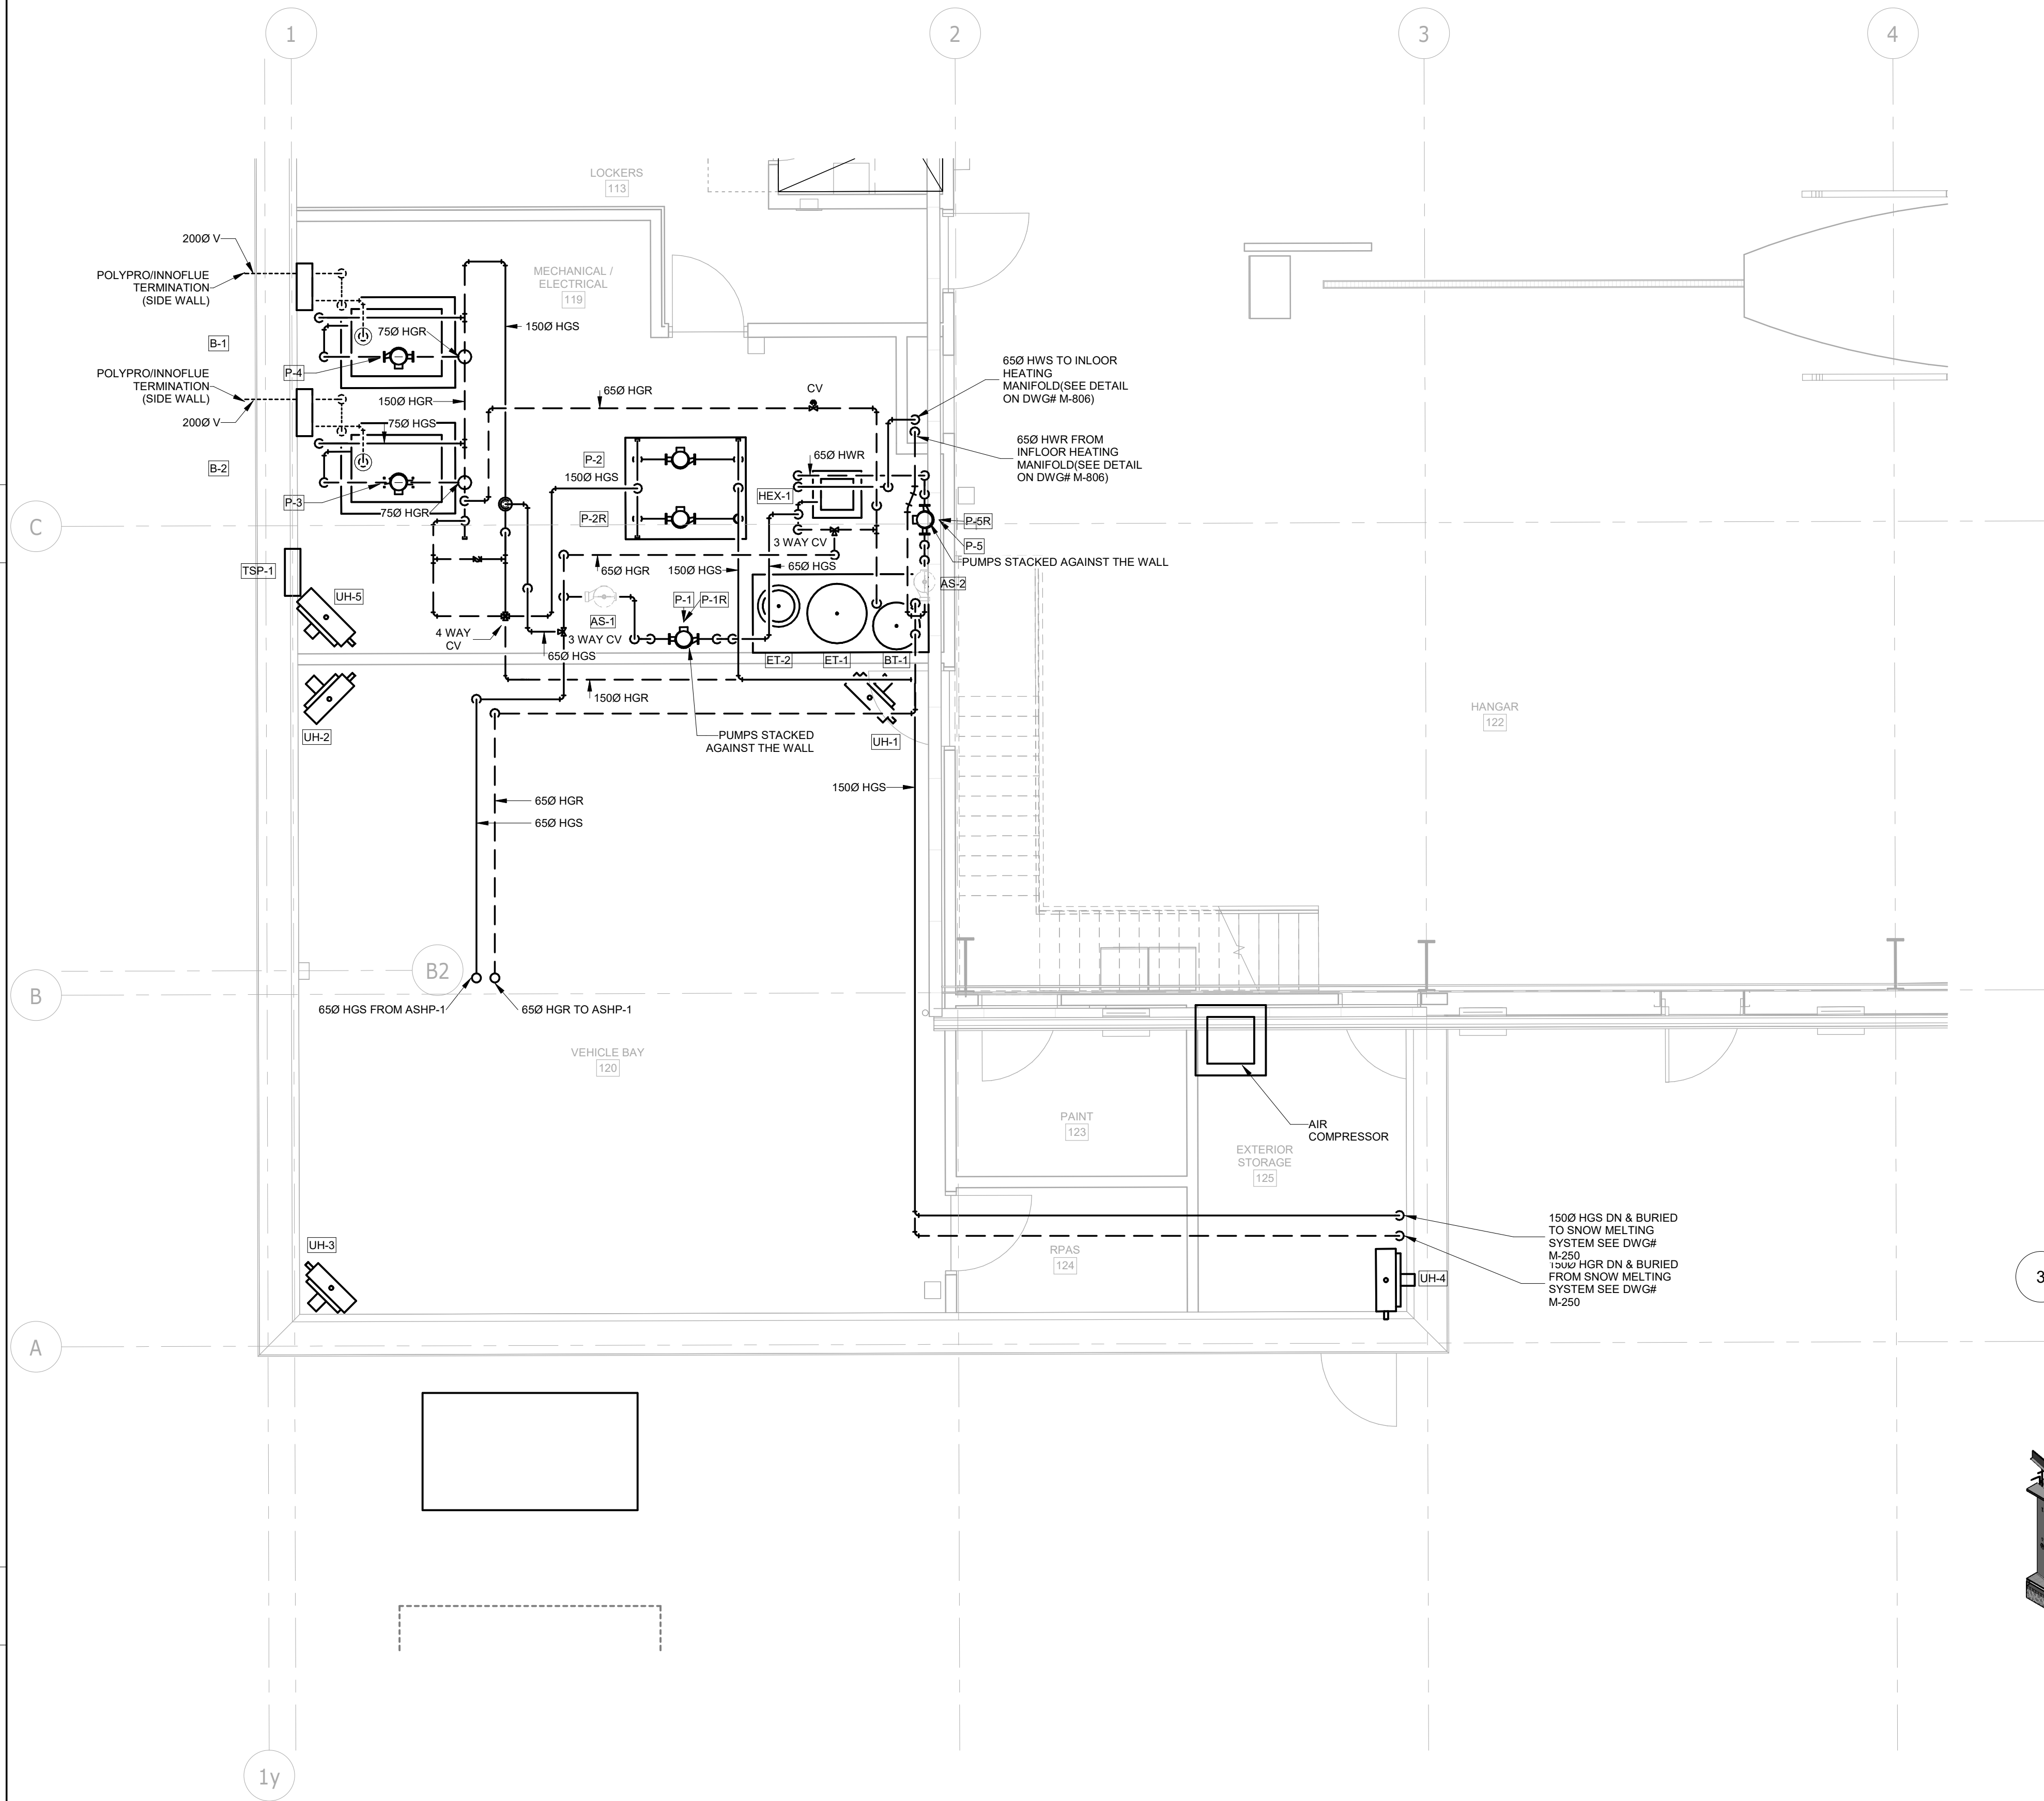 1
2
3
4
LOCKERS
113
200Ø V
POLYPRO/INNOFLUE
TERMINATION
(SIDE WALL)
MECHANICAL /
ELECTRICAL
119
150Ø HGS
75Ø HGR
B-1
P-4
POLYPRO/INNOFLUE
TERMINATION
(SIDE WALL)
200Ø V
150Ø HGR
75Ø HGS
B-2
P-3
75Ø HGR
65Ø HGR
CV
65Ø HWS TO INLOOR
HEATING
MANIFOLD(SEE DETAIL
ON DWG# M-806)
65Ø HWR FROM
INFLOOR HEATING
MANIFOLD(SEE DETAIL
ON DWG# M-806)
P-2
150Ø HGS
65Ø HWR
HEX-1
P-2R
C
P-5R
P-5
3 WAY CV
PUMPS STACKED AGAINST THE WALL
TSP-1
65Ø HGR
150Ø HGS
65Ø HGS
AS-2
UH-5
P-1
P-1R
AS-1
4 WAY
CV
3 WAY CV
65Ø HGS
ET-2
ET-1
BT-1
150Ø HGR
UH-2
PUMPS STACKED
AGAINST THE WALL
UH-1
HANGAR
122
150Ø HGS
65Ø HGR
65Ø HGS
B2
B
65Ø HGS FROM ASHP-1
65Ø HGR TO ASHP-1
VEHICLE BAY
120
PAINT
123
AIR
COMPRESSOR
EXTERIOR
STORAGE
125
150Ø HGS DN & BURIED
TO SNOW MELTING
SYSTEM SEE DWG#
M-250
150Ø HGR DN & BURIED
FROM SNOW MELTING
SYSTEM SEE DWG#
M-250
UH-3
RPAS
124
UH-4
3
A
1y